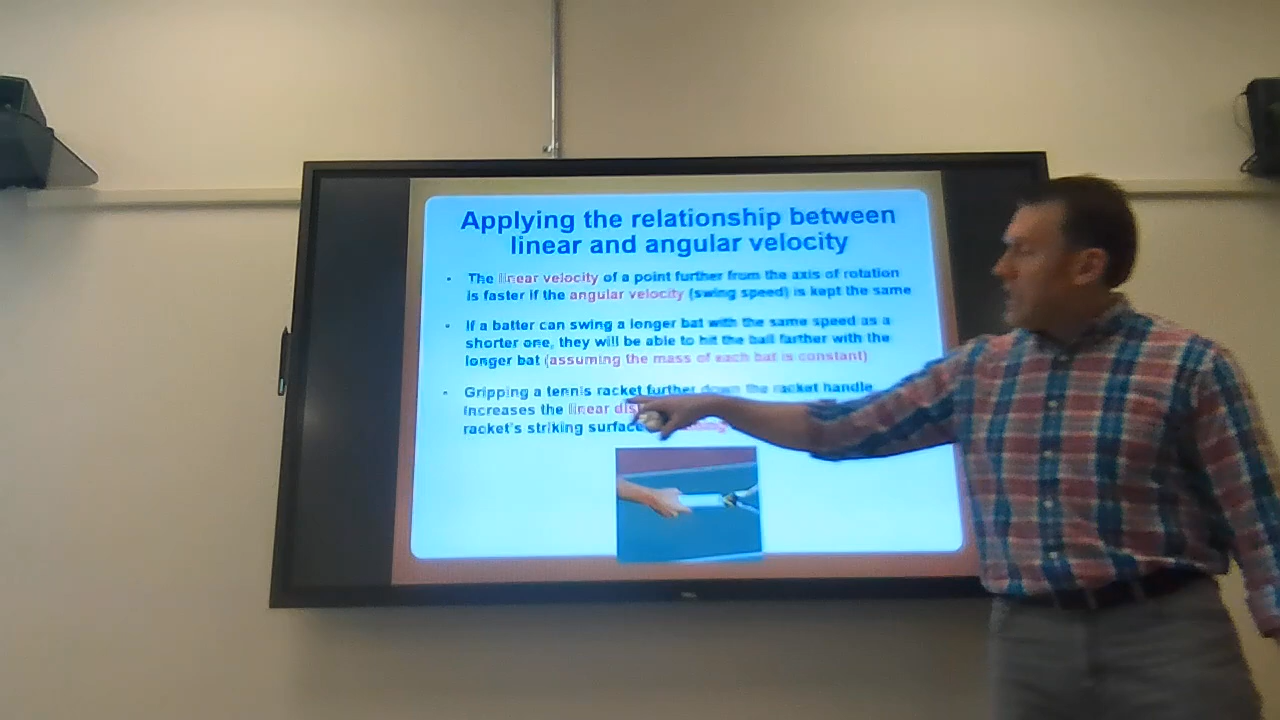 Applying the relationship between
linear and angular velocity
• The linear velocity of a point further from the axis of rotation
is faster if the angular velocity (swing speed) is kept the same
• If a batter can swing a longer bat with the same speed as a
shorter one, they will be able to hit the ball farther with the
longer bat (assuming the mass of each bat is constant)
• Gripping a tennis racket further down the racket handle
increases the linear
racket's striking surface